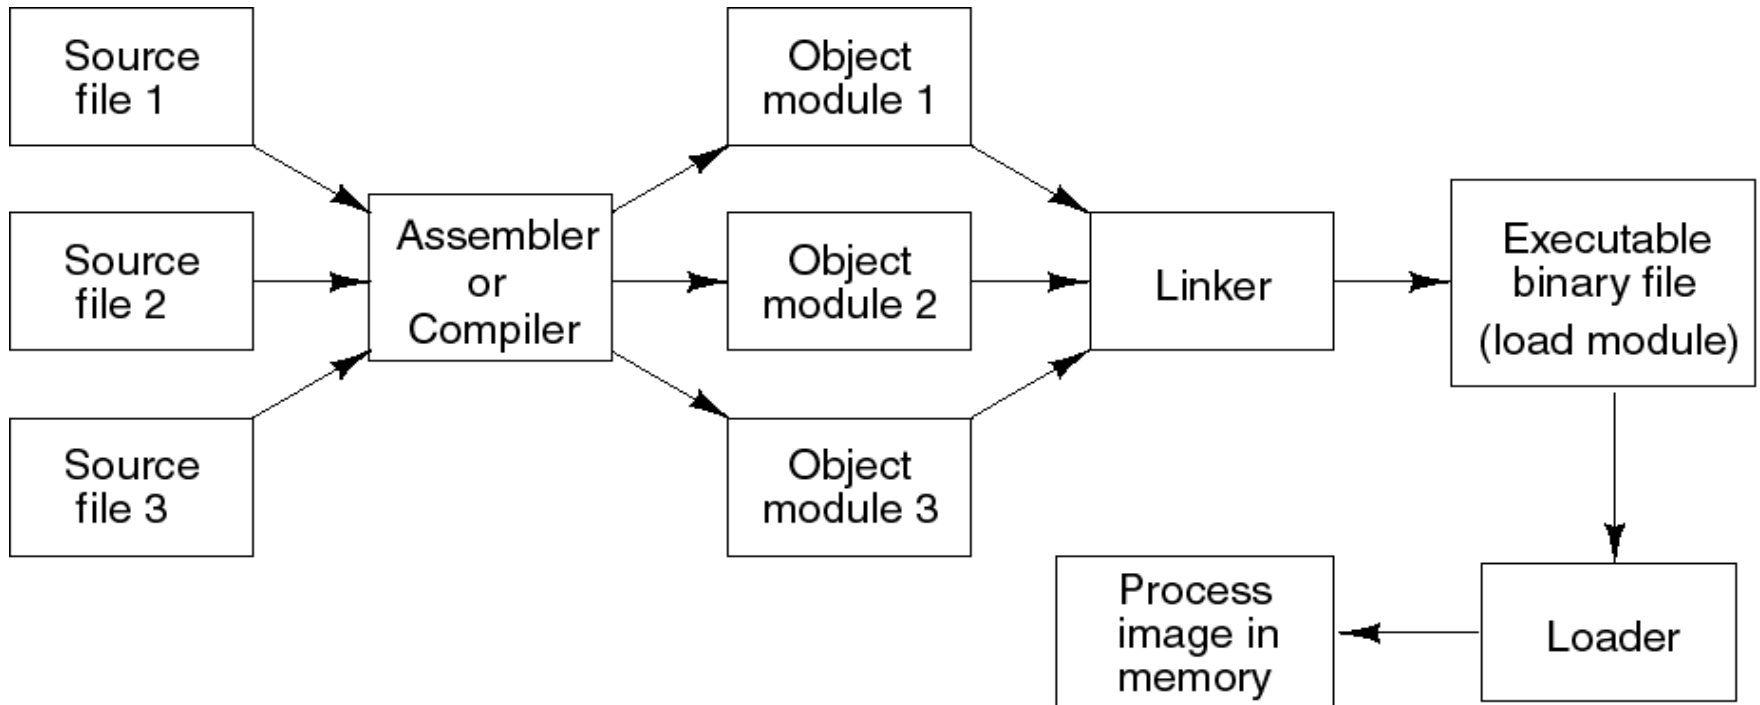 Source
file 1
Object
module 1
Source
file 2
Assembler
or
Compiler
Object
module 2
Linker
Executable
binary file
(load module)
Source
file 3
Object
module 3
Process
image in
memory
Loader